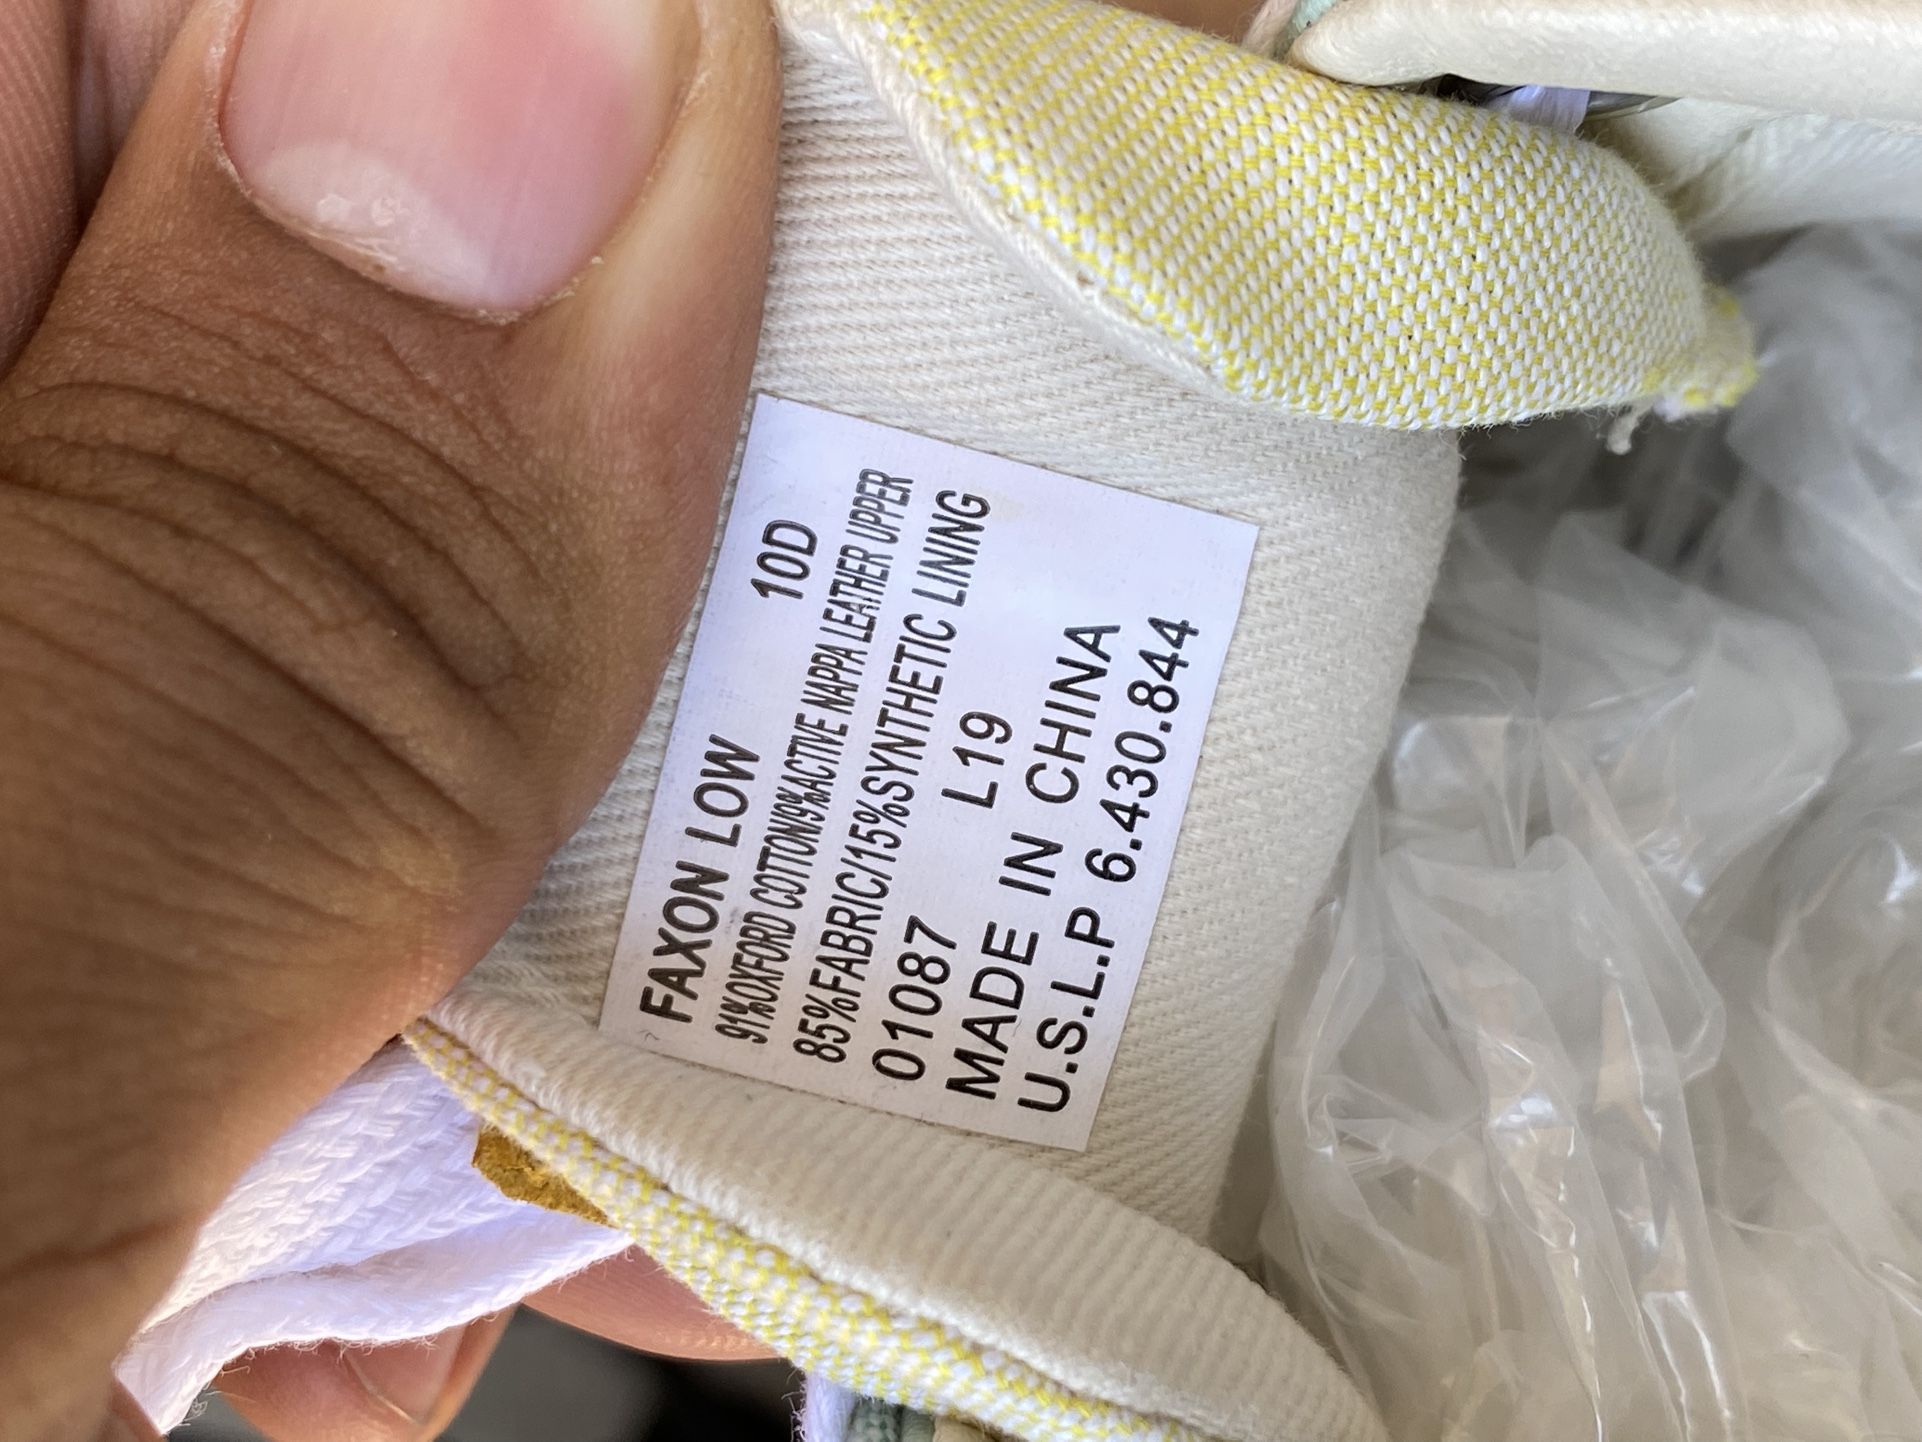 FAXON LOW 10D
91%OXFORD COTTON/9%ACTIVE NAPPA LEATHER UPPER
85%FABRIC/15%SYNTHETIC LINING
01087 L19
MADE IN CHINA
U.S.L.P 6.430.844